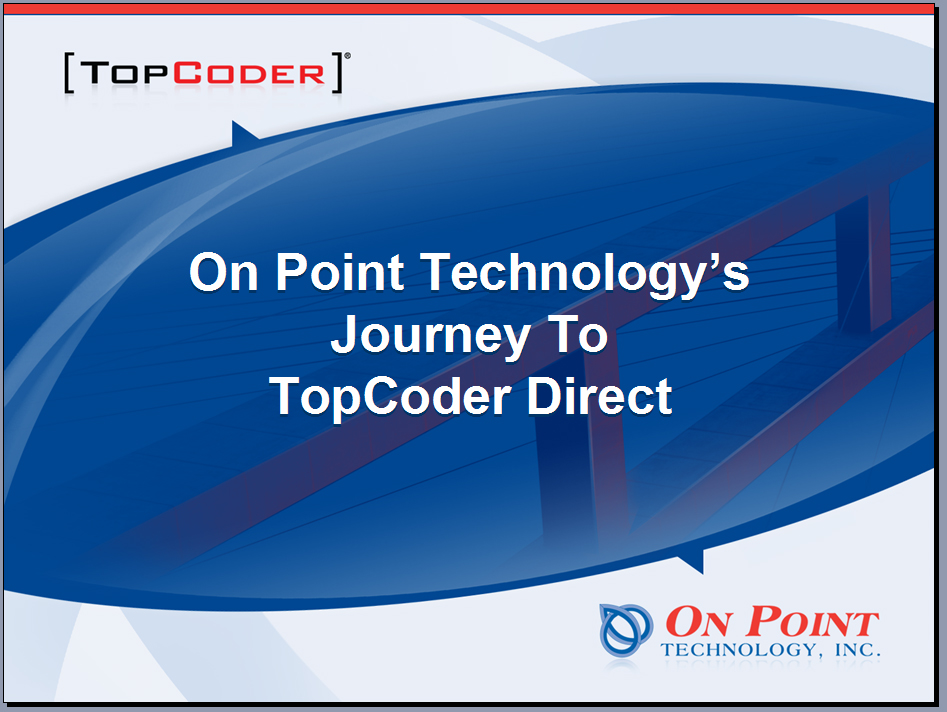 [TOPCODER]®
On Point Technology’s
Journey To
TopCoder Direct
ON POINT
TECHNOLOGY, INC.